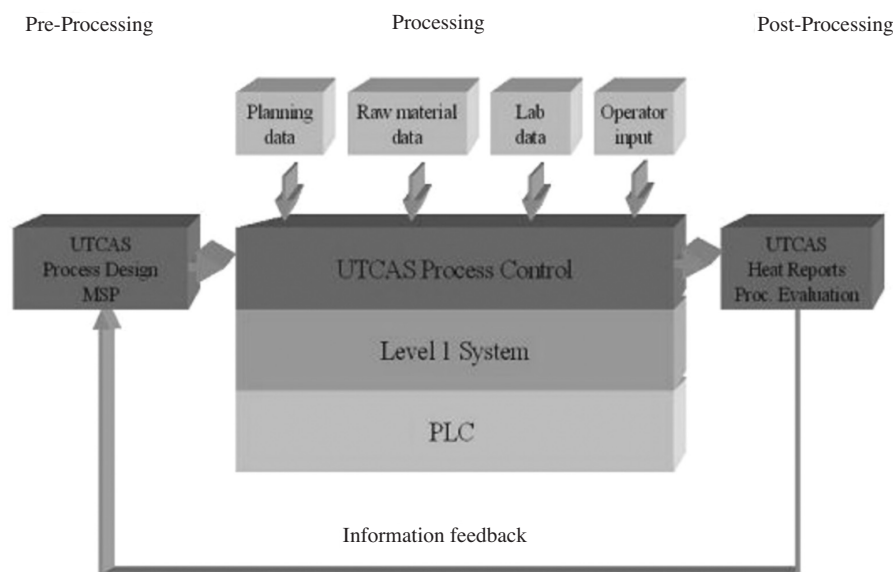 Pre-Processing
Processing
Post-Processing
Planning
data
Raw material
data
Lab
data
Operator
input
UTCAS
Process Design
MSP
UTCAS Process Control
UTCAS
Heat Reports
Proc. Evaluation
Level 1 System
PLC
Information feedback